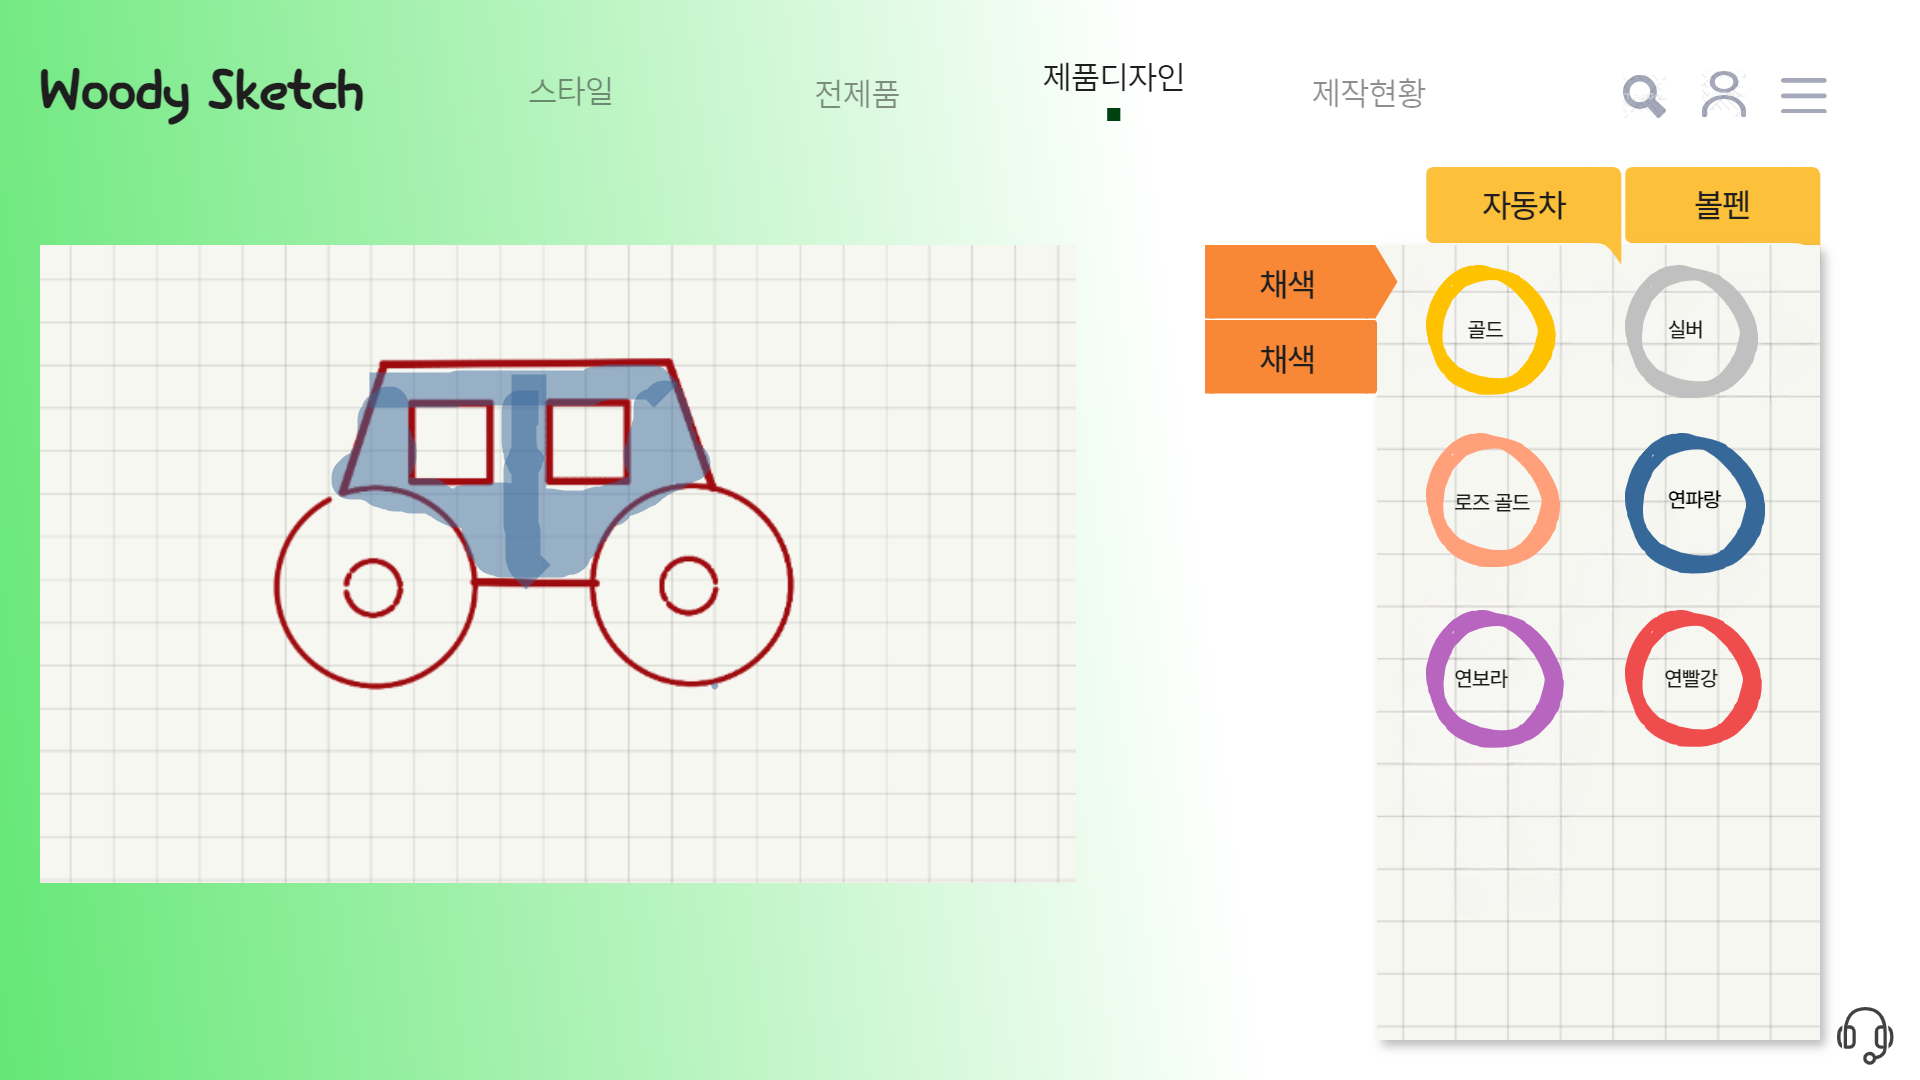 Woody Sketch
스타일
전제품
제품디자인
제작현황
자동차
볼펜
채색
채색
골드
실버
로즈 골드
연파랑
연보라
연빨강